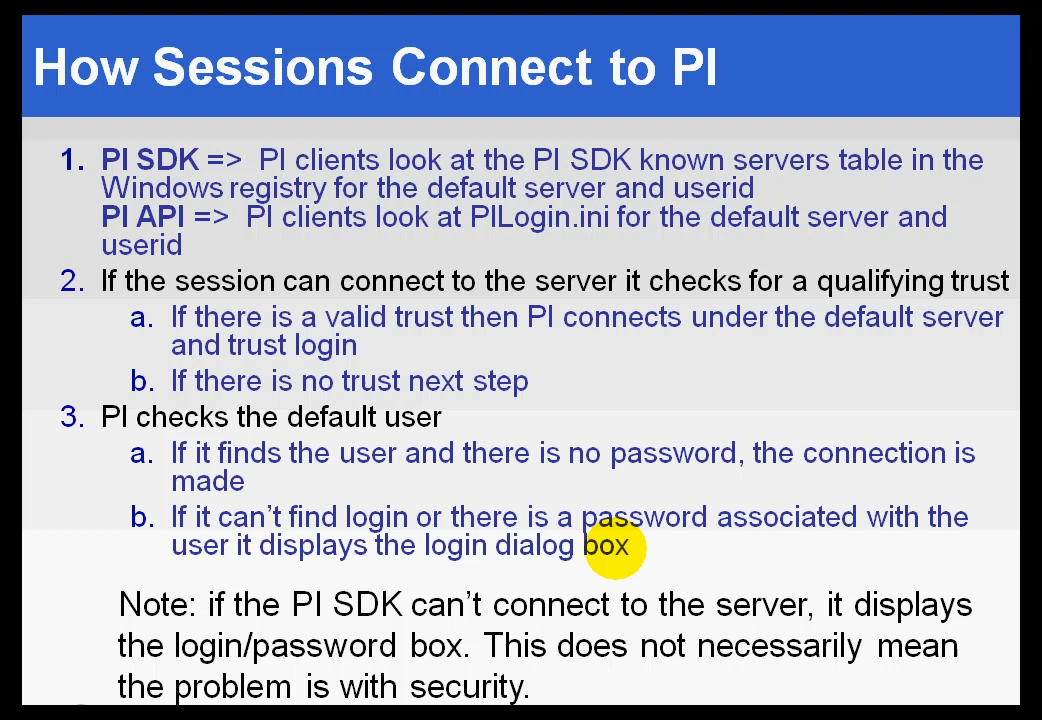 How Sessions Connect to PI
1. PI SDK => PI clients look at the PI SDK known servers table in the
Windows registry for the default server and userid
PI API => PI clients look at PILogin.ini for the default server and
userid
2. If the session can connect to the server it checks for a qualifying trust
a. If there is a valid trust then PI connects under the default server
and trust login
b. If there is no trust next step
3. PI checks the default user
a. If it finds the user and there is no password, the connection is
made
b. If it can't find login or there is a password associated with the
user it displays the login dialog box
Note: if the PI SDK can't connect to the server, it displays
the login/password box. This does not necessarily mean
the problem is with security.